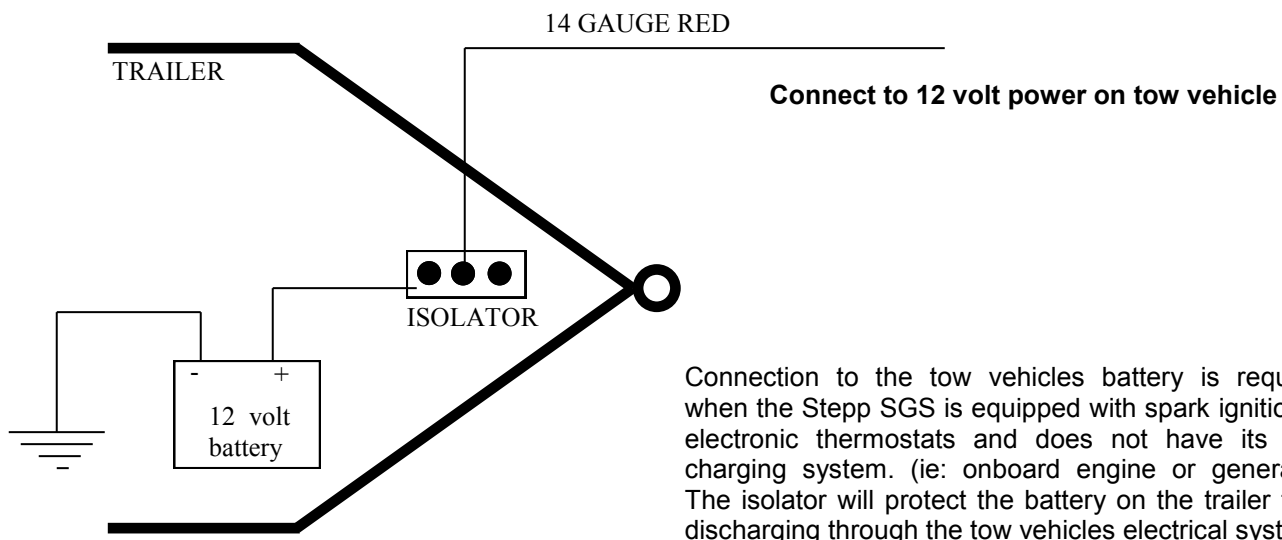 14 GAUGE RED
TRAILER
Connect to 12 volt power on tow vehicle
ISOLATOR
- +
12 volt
battery
Connection to the tow vehicles battery is
when the Stepp SGS is equipped with spark
electronic thermostats and does not have its
charging system. (ie: onboard engine or
The isolator will protect the battery on the trailer
discharging through the tow vehicles electrical